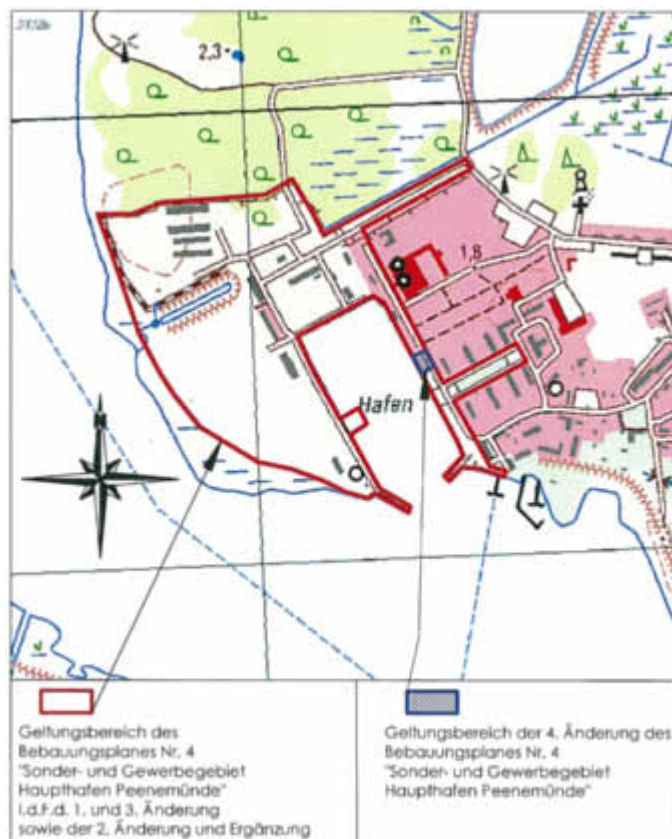 2,3
1,8
Hafen
N
Geltungsbereich des
Bebauungsplanes Nr. 4
"Sonder- und Gewerbegebiet
Haupthafen Peenemünde"
i.d.F.d. 1. und 3. Änderung
sowie der 2. Änderung und Ergänzung
Geltungsbereich der 4. Änderung des
Bebauungsplanes Nr. 4
"Sonder- und Gewerbegebiet
Haupthafen Peenemünde"